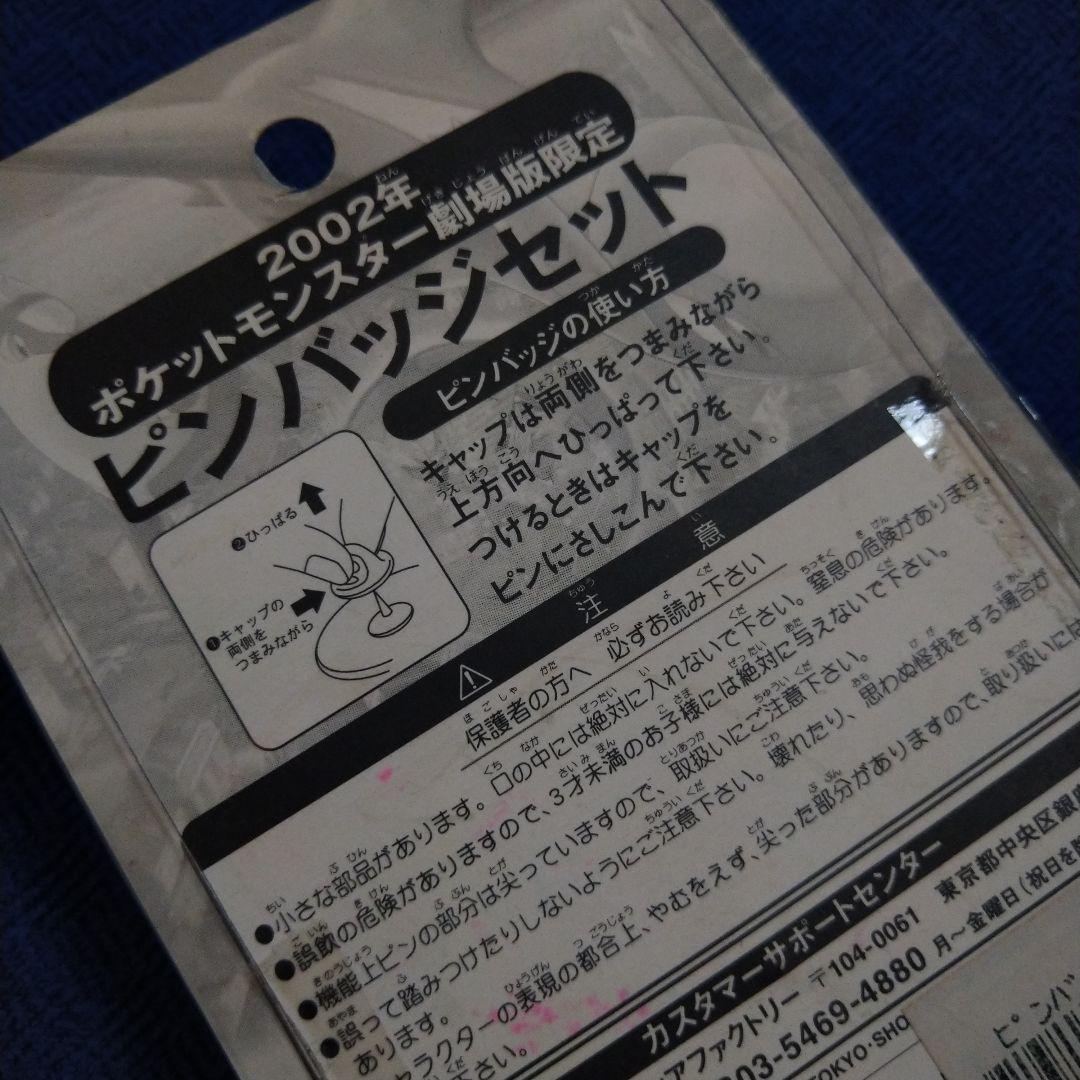 2002年
ポケットモンスター劇場版限定
ピンバッジセット
ピンバッジの使い方
キャップは両側をつまみながら
上方向へひっぱって下さい。
つけるときはキャップを
ピンにさしこんで下さい。
❷ひっぱる
❶キャップの
両側を
つまみながら
注意
保護者の方へ 必ずお読み下さい
●小さな部品があります。口の中には絶対に入れないで下さい。窒息の危険があります。
●誤飲の危険がありますので、3才未満のお子様には絶対に与えないで下さい。
●機能上ピンの部分は尖っていますので、取扱いにご注意下さい。
●誤って踏みつけたりしないようにご注意下さい。壊れたり、思わぬ怪我をする場合が
あります。
ャラクターの表現の都合上、やむをえず、尖った部分がありますので、取り扱いに
下さい。
カスタマーサポートセンター
アファクトリー 〒104-0061 東京都中央区銀座
03-5469-4880 月〜金曜日(祝日を
TOKYO・SHO
ピンバ